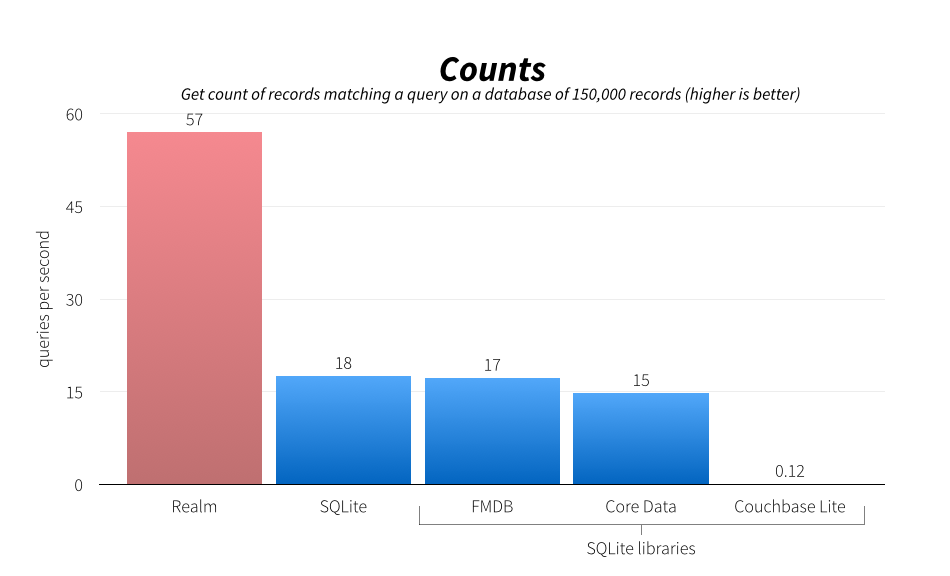 Counts
Get count of records matching a query on a database of 150,000 records (higher is better)
60
57
45
queries per second
30
18
17
15
15
0.12
0
Realm
SQLite
FMDB
Core Data
Couchbase Lite
SQLite libraries